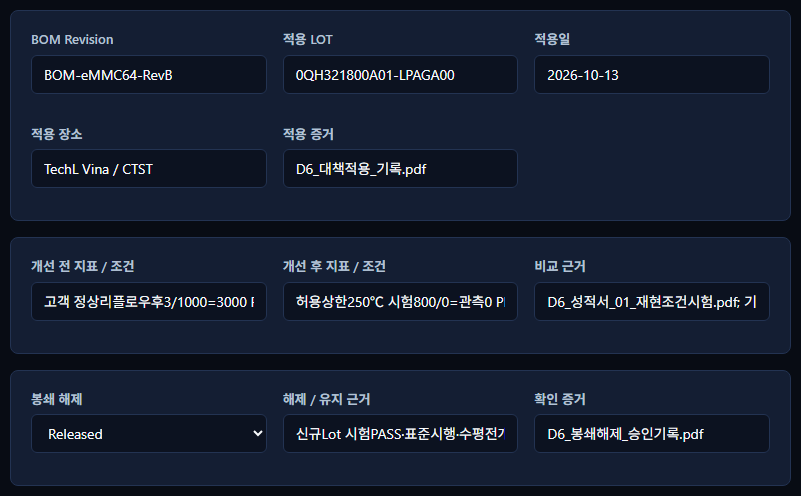 BOM Revision
적용 LOT
적용일
BOM-eMMC64-RevB
0QH321800A01-LPAGA00
2026-10-13
적용 장소
적용 증거
TechL Vina / CTST
D6_대책적용_기록.pdf
개선 전 지표 / 조건
개선 후 지표 / 조건
비교 근거
고객 정상리플로우후3/1000=3000
허용상한250℃ 시험800/0=관측0
D6_성적서_01_재현조건시험.pdf; 기
봉쇄 해제
해제 / 유지 근거
확인 증거
Released
신규Lot 시험PASS·표준시행·수평전개
D6_봉쇄해제_승인기록.pdf